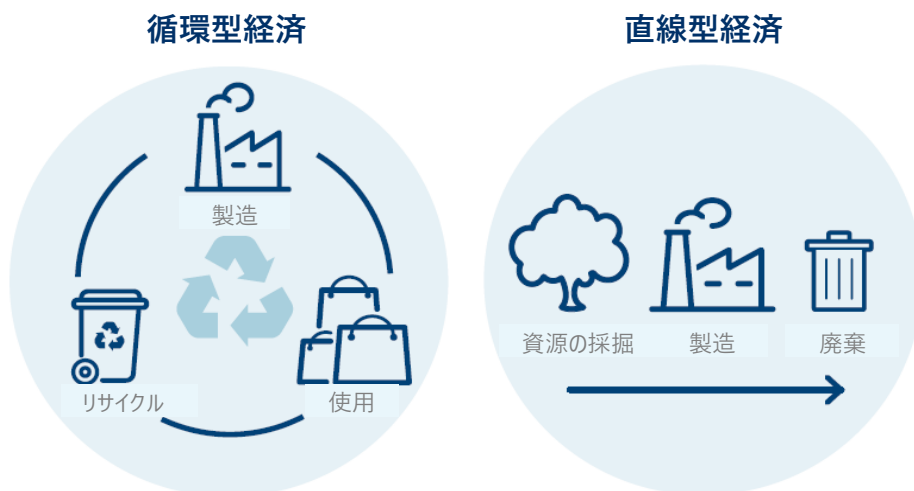 循環型経済
製造
リサイクル
使用
直線型経済
資源の採掘
製造
廃棄